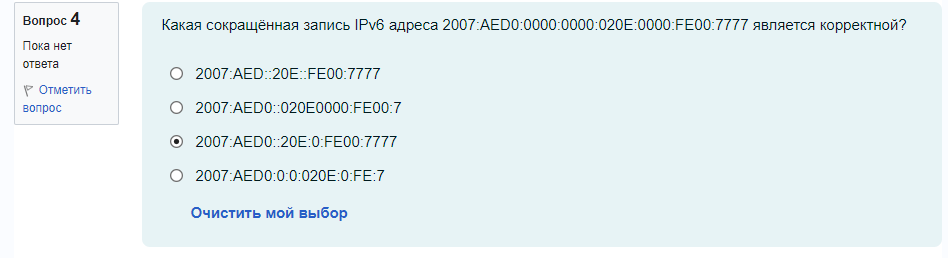 Вопрос 4
Пока нет
ответа
Отметить
вопрос
Какая сокращённая запись IPv6 адреса 2007:AED0:0000:0000:020E:0000:FE00:7777 является корректной?
2007:AED::20E::FE00:7777
2007:AED0::020E0000:FE00:7
2007:AED0::20E:0:FE00:7777
2007:AED0:0:0:020E:0:FE:7
Очистить мой выбор